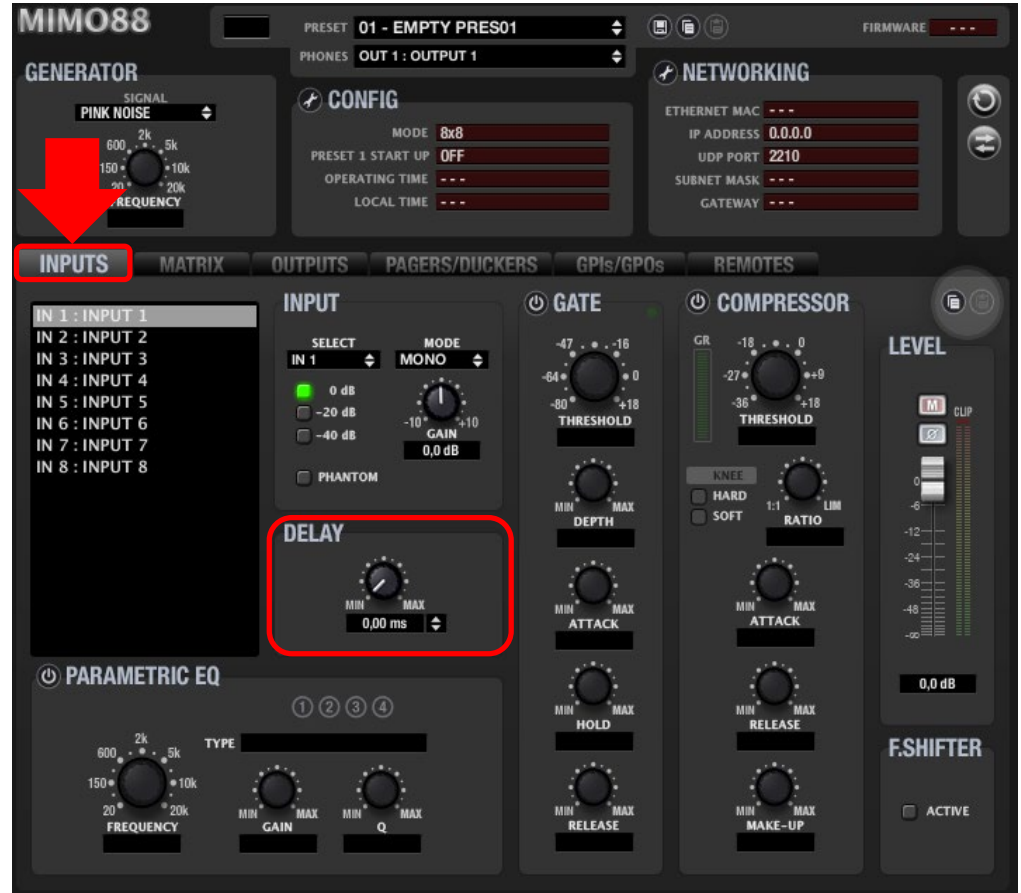 MIMO88
PRESET 01 - EMPTY PRES01
FIRMWARE - - -
PHONES OUT 1 : OUTPUT 1
GENERATOR
SIGNAL
PINK NOISE
2k
600 5k
150 10k
20 20k
FREQUENCY
CONFIG
MODE 8x8
PRESET 1 START UP OFF
OPERATING TIME - - -
LOCAL TIME - - -
NETWORKING
ETHERNET MAC - - -
IP ADDRESS 0.0.0.0
UDP PORT 2210
SUBNET MASK - - -
GATEWAY - - -
INPUTS MATRIX OUTPUTS PAGERS/DUCKERS GPIs/GPOs REMOTES
IN 1 : INPUT 1
IN 2 : INPUT 2
IN 3 : INPUT 3
IN 4 : INPUT 4
IN 5 : INPUT 5
IN 6 : INPUT 6
IN 7 : INPUT 7
IN 8 : INPUT 8
INPUT
SELECT MODE
IN 1 MONO
0 dB
-20 dB
-40 dB
-10 +10
GAIN
0,0 dB
PHANTOM
DELAY
MIN MAX
0,00 ms
GATE
-47 -16
-64 0
-80 +18
THRESHOLD
MIN MAX
DEPTH
MIN MAX
ATTACK
MIN MAX
HOLD
MIN MAX
RELEASE
COMPRESSOR
GR
-18 0
-27 +9
-36 +18
THRESHOLD
KNEE
HARD
SOFT
1:1 LIM
RATIO
MIN MAX
ATTACK
MIN MAX
RELEASE
MIN MAX
MAKE-UP
LEVEL
M CLIP
Ø
0
-6
-12
-24
-36
-48
-∞
0,0 dB
F.SHIFTER
ACTIVE
PARAMETRIC EQ
1 2 3 4
TYPE
2k
600 5k
150 10k
20 20k
FREQUENCY
MIN MAX
GAIN
MIN MAX
Q